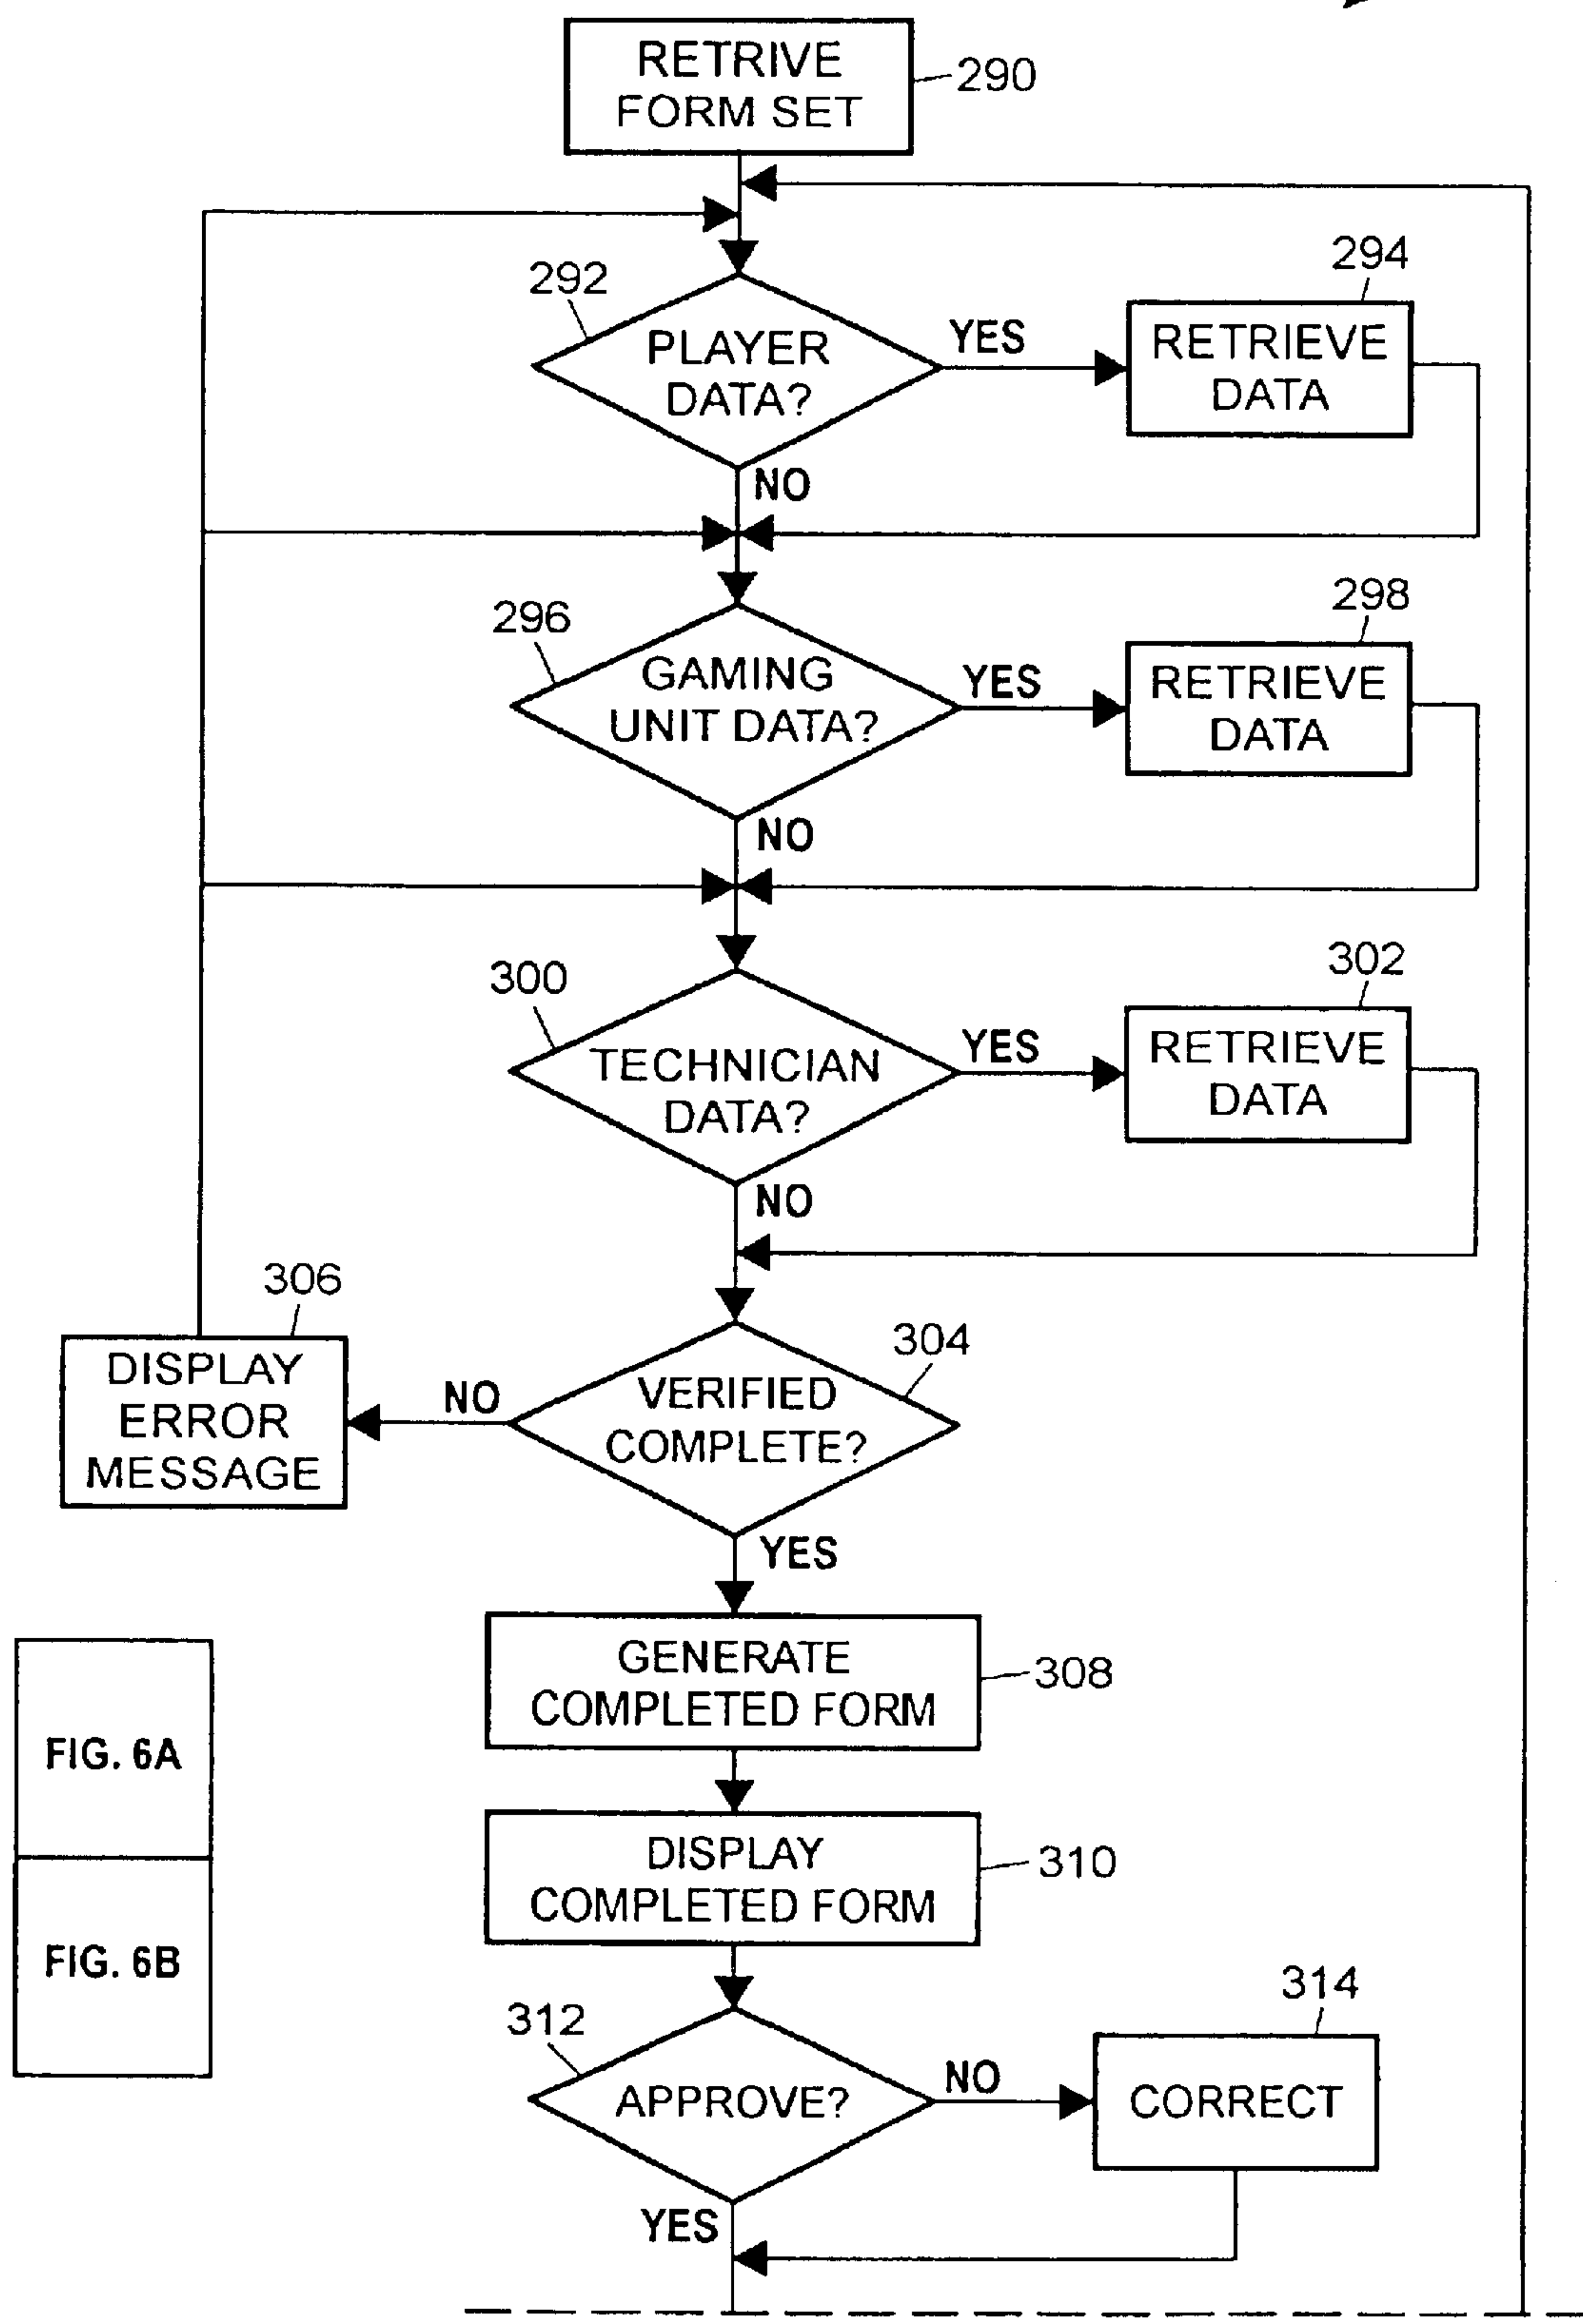 RETRIVE
FORM SET
290
292
PLAYER
DATA?
YES
294
RETRIEVE
DATA
NO
296
GAMING
UNIT DATA?
YES
298
RETRIEVE
DATA
NO
300
TECHNICIAN
DATA?
YES
302
RETRIEVE
DATA
NO
304
VERIFIED
COMPLETE?
NO
306
DISPLAY
ERROR
MESSAGE
YES
GENERATE
COMPLETED FORM
308
DISPLAY
COMPLETED FORM
310
FIG. 6A
FIG. 6B
312
APPROVE?
NO
314
CORRECT
YES